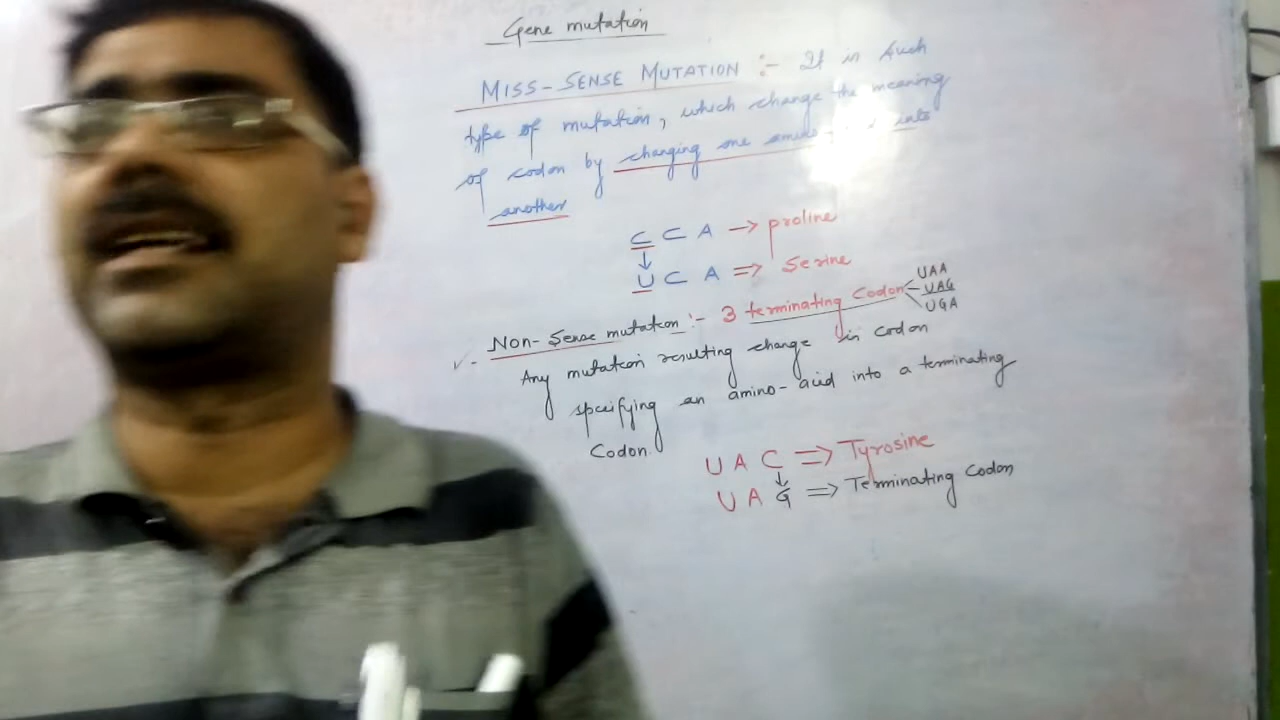 Gene mutation
MISS-SENSE MUTATION :- It is such
type of mutation, which change the meaning
of codon by changing one amino- into
another
C C A → proline
↓
U C A ⇒ Serine
Non-Sense mutation :- 3 terminating Codon
UAA
UAG
UGA
Any mutation resulting change in codon
specifying an amino-acid into a terminating
Codon.
U A C ⇒ Tyrosine
↓
U A G ⇒ Terminating Codon